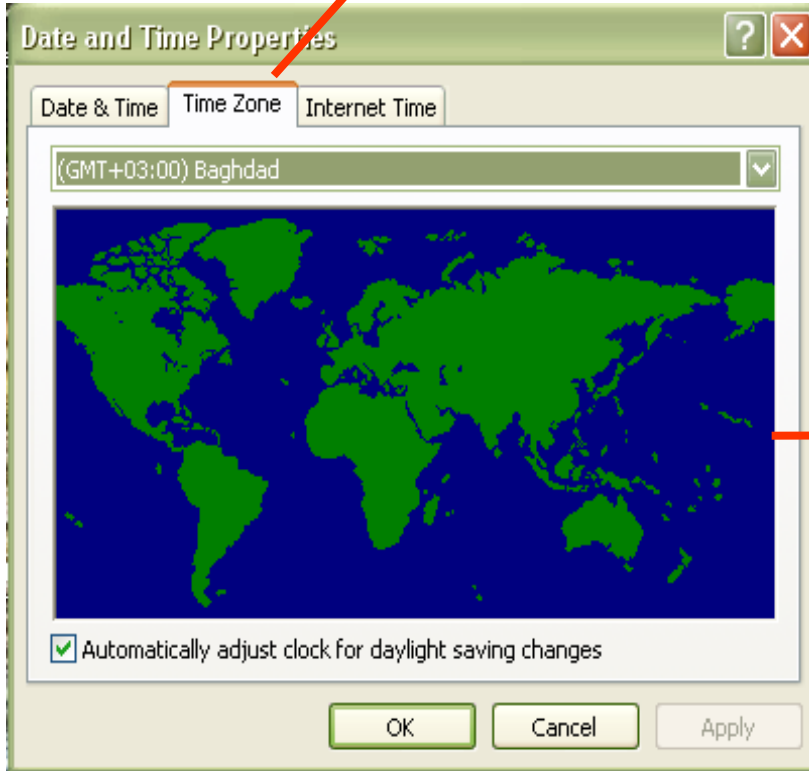 Date and Time Properties
?
Date & Time
Time Zone
Internet Time
(GMT+03:00) Baghdad
Automatically adjust clock for daylight saving changes
OK
Cancel
Apply